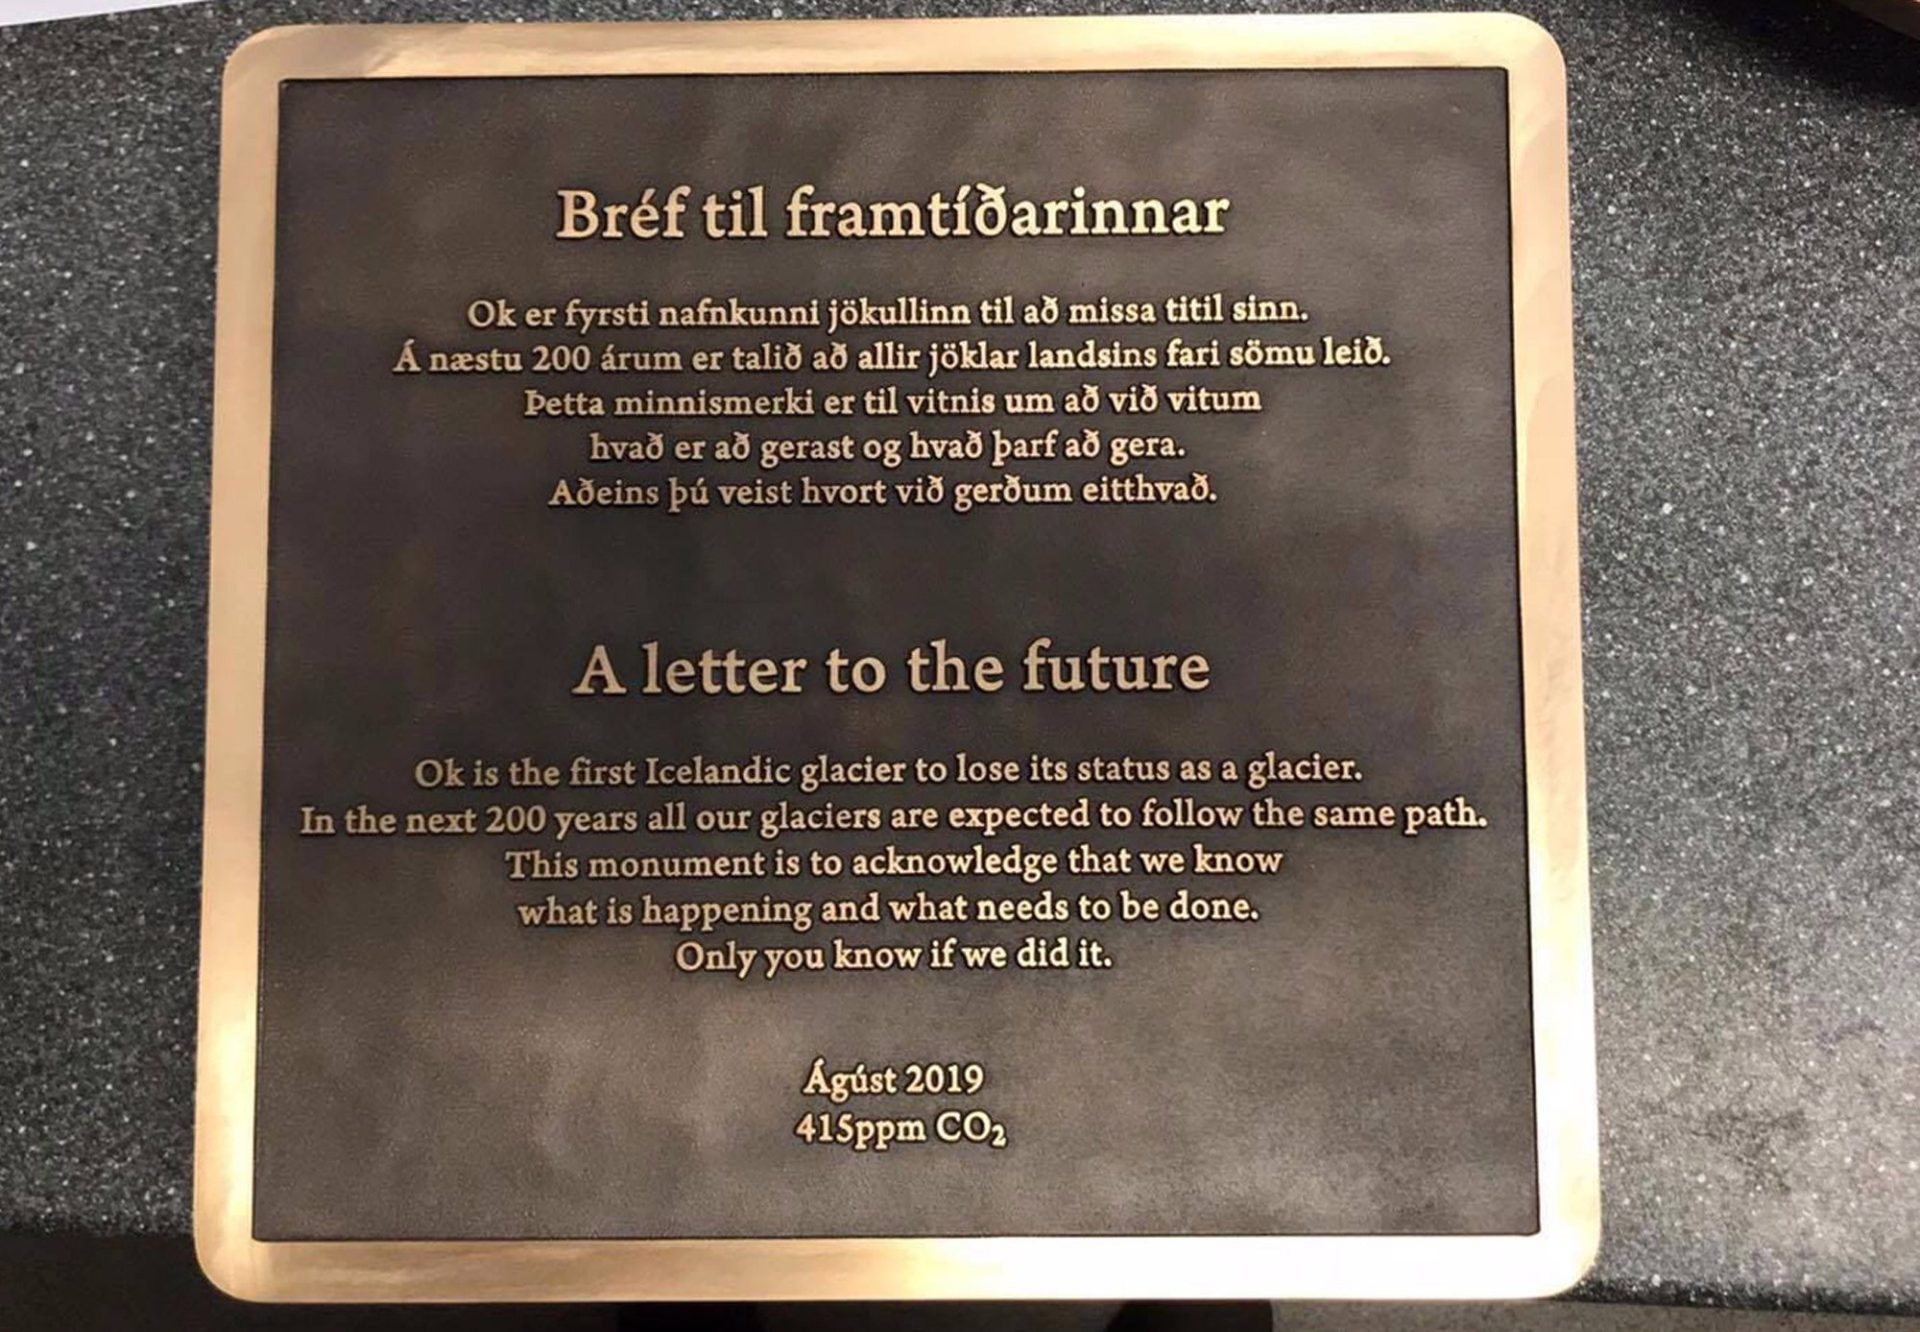 Bréf til framtíðarinnar
Ok er fyrsti nafnkunni jökullinn til að missa titil sinn.
Á næstu 200 árum er talið að allir jöklar landsins fari sömu leið.
Þetta minnismerki er til vitnis um að við vitum
hvað er að gerast og hvað þarf að gera.
Aðeins þú veist hvort við gerðum eitthvað.
A letter to the future
Ok is the first Icelandic glacier to lose its status as a glacier.
In the next 200 years all our glaciers are expected to follow the same path.
This monument is to acknowledge that we know
what is happening and what needs to be done.
Only you know if we did it.
Ágúst 2019
415ppm CO₂